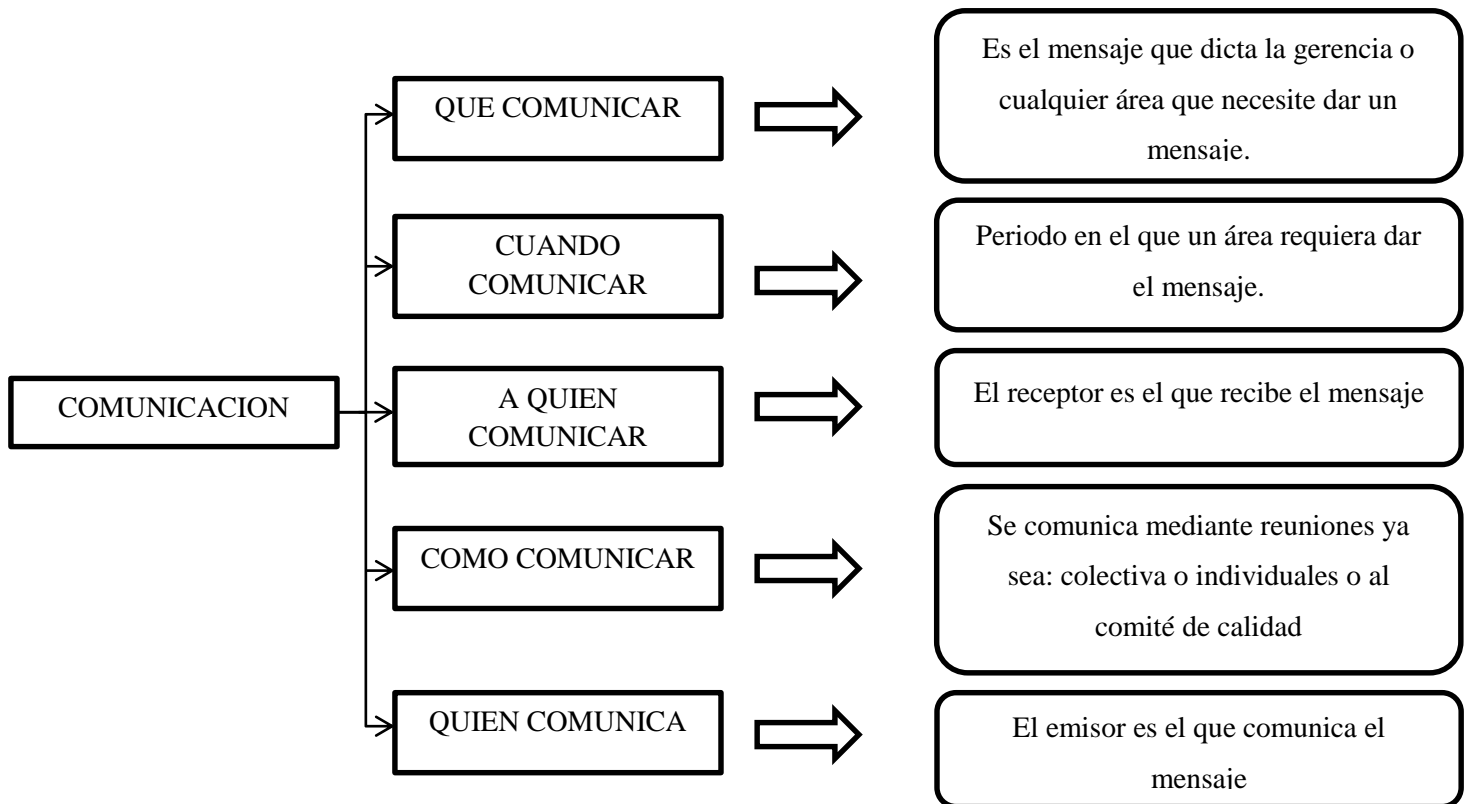 COMUNICACION
QUE COMUNICAR
Es el mensaje que dicta la gerencia o
cualquier área que necesite dar un
mensaje.
CUANDO
COMUNICAR
Periodo en el que un área requiera dar
el mensaje.
A QUIEN
COMUNICAR
El receptor es el que recibe el mensaje
COMO COMUNICAR
Se comunica mediante reuniones ya
sea: colectiva o individuales o al
comité de calidad
QUIEN COMUNICA
El emisor es el que comunica el
mensaje